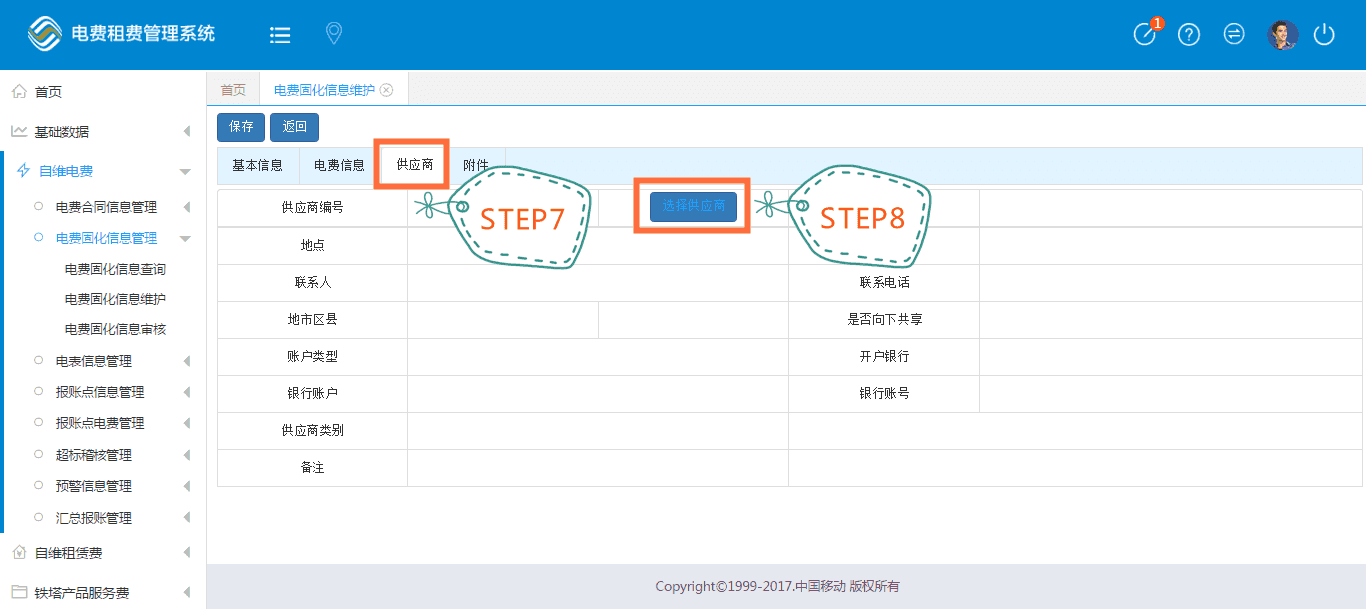 电费租费管理系统
1
首页
基础数据
自维电费
电费合同信息管理
电费固化信息管理
电费固化信息查询
电费固化信息维护
电费固化信息审核
电表信息管理
报账点信息管理
报账点电费管理
超标稽核管理
预警信息管理
汇总报账管理
自维租赁费
铁塔产品服务费
首页 电费固化信息维护
保存 返回
基本信息 电费信息 供应商 附件
供应商编号 STEP7 选择供应商 STEP8
地点
联系人 联系电话
地市区县 是否向下共享
账户类型 开户银行
银行账户 银行账号
供应商类别
备注
Copyright©1999-2017.中国移动 版权所有